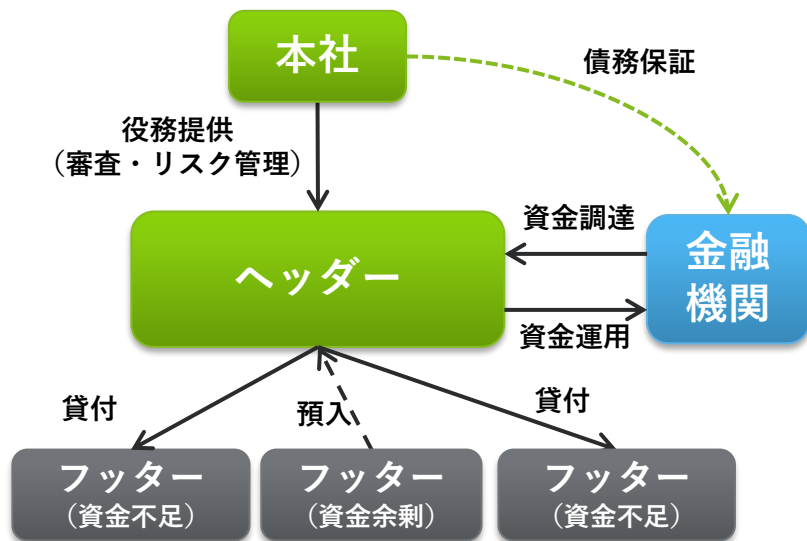 本社
債務保証
役務提供
（審査・リスク管理）
資金調達
ヘッダー
金融
機関
資金運用
貸付
預入
貸付
フッター
（資金不足）
フッター
（資金余剰）
フッター
（資金不足）